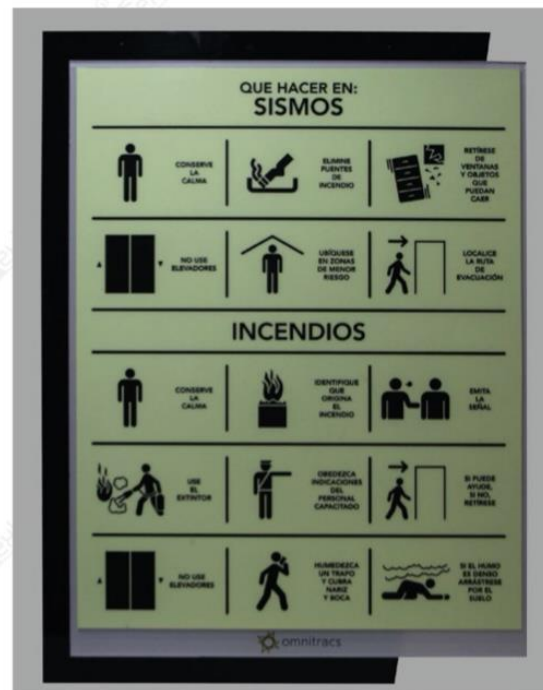 QUE HACER EN:
SISMOS
CONSERVE
LA
CALMA
ELIMINE
FUENTES
DE
INCENDIO
RETÍRESE
DE
VENTANAS
Y OBJETOS
QUE
PUEDAN
CAER
NO USE
ELEVADORES
UBÍQUESE
EN ZONAS
DE MENOR
RIESGO
LOCALICE
LA RUTA
DE
EVACUACIÓN
INCENDIOS
CONSERVE
LA
CALMA
IDENTIFIQUE
QUE
ORIGINA
EL
INCENDIO
EMITA
LA
SEÑAL
USE
EL
EXTINTOR
OBEDEZCA
INDICACIONES
DEL
PERSONAL
CAPACITADO
SI PUEDE
AYUDE,
SI NO,
RETÍRESE
NO USE
ELEVADORES
HUMEDEZCA
UN TRAPO
Y CUBRA
NARIZ
Y BOCA
SI EL HUMO
ES DENSO
ARRÁSTRESE
POR EL
SUELO
omnitracs